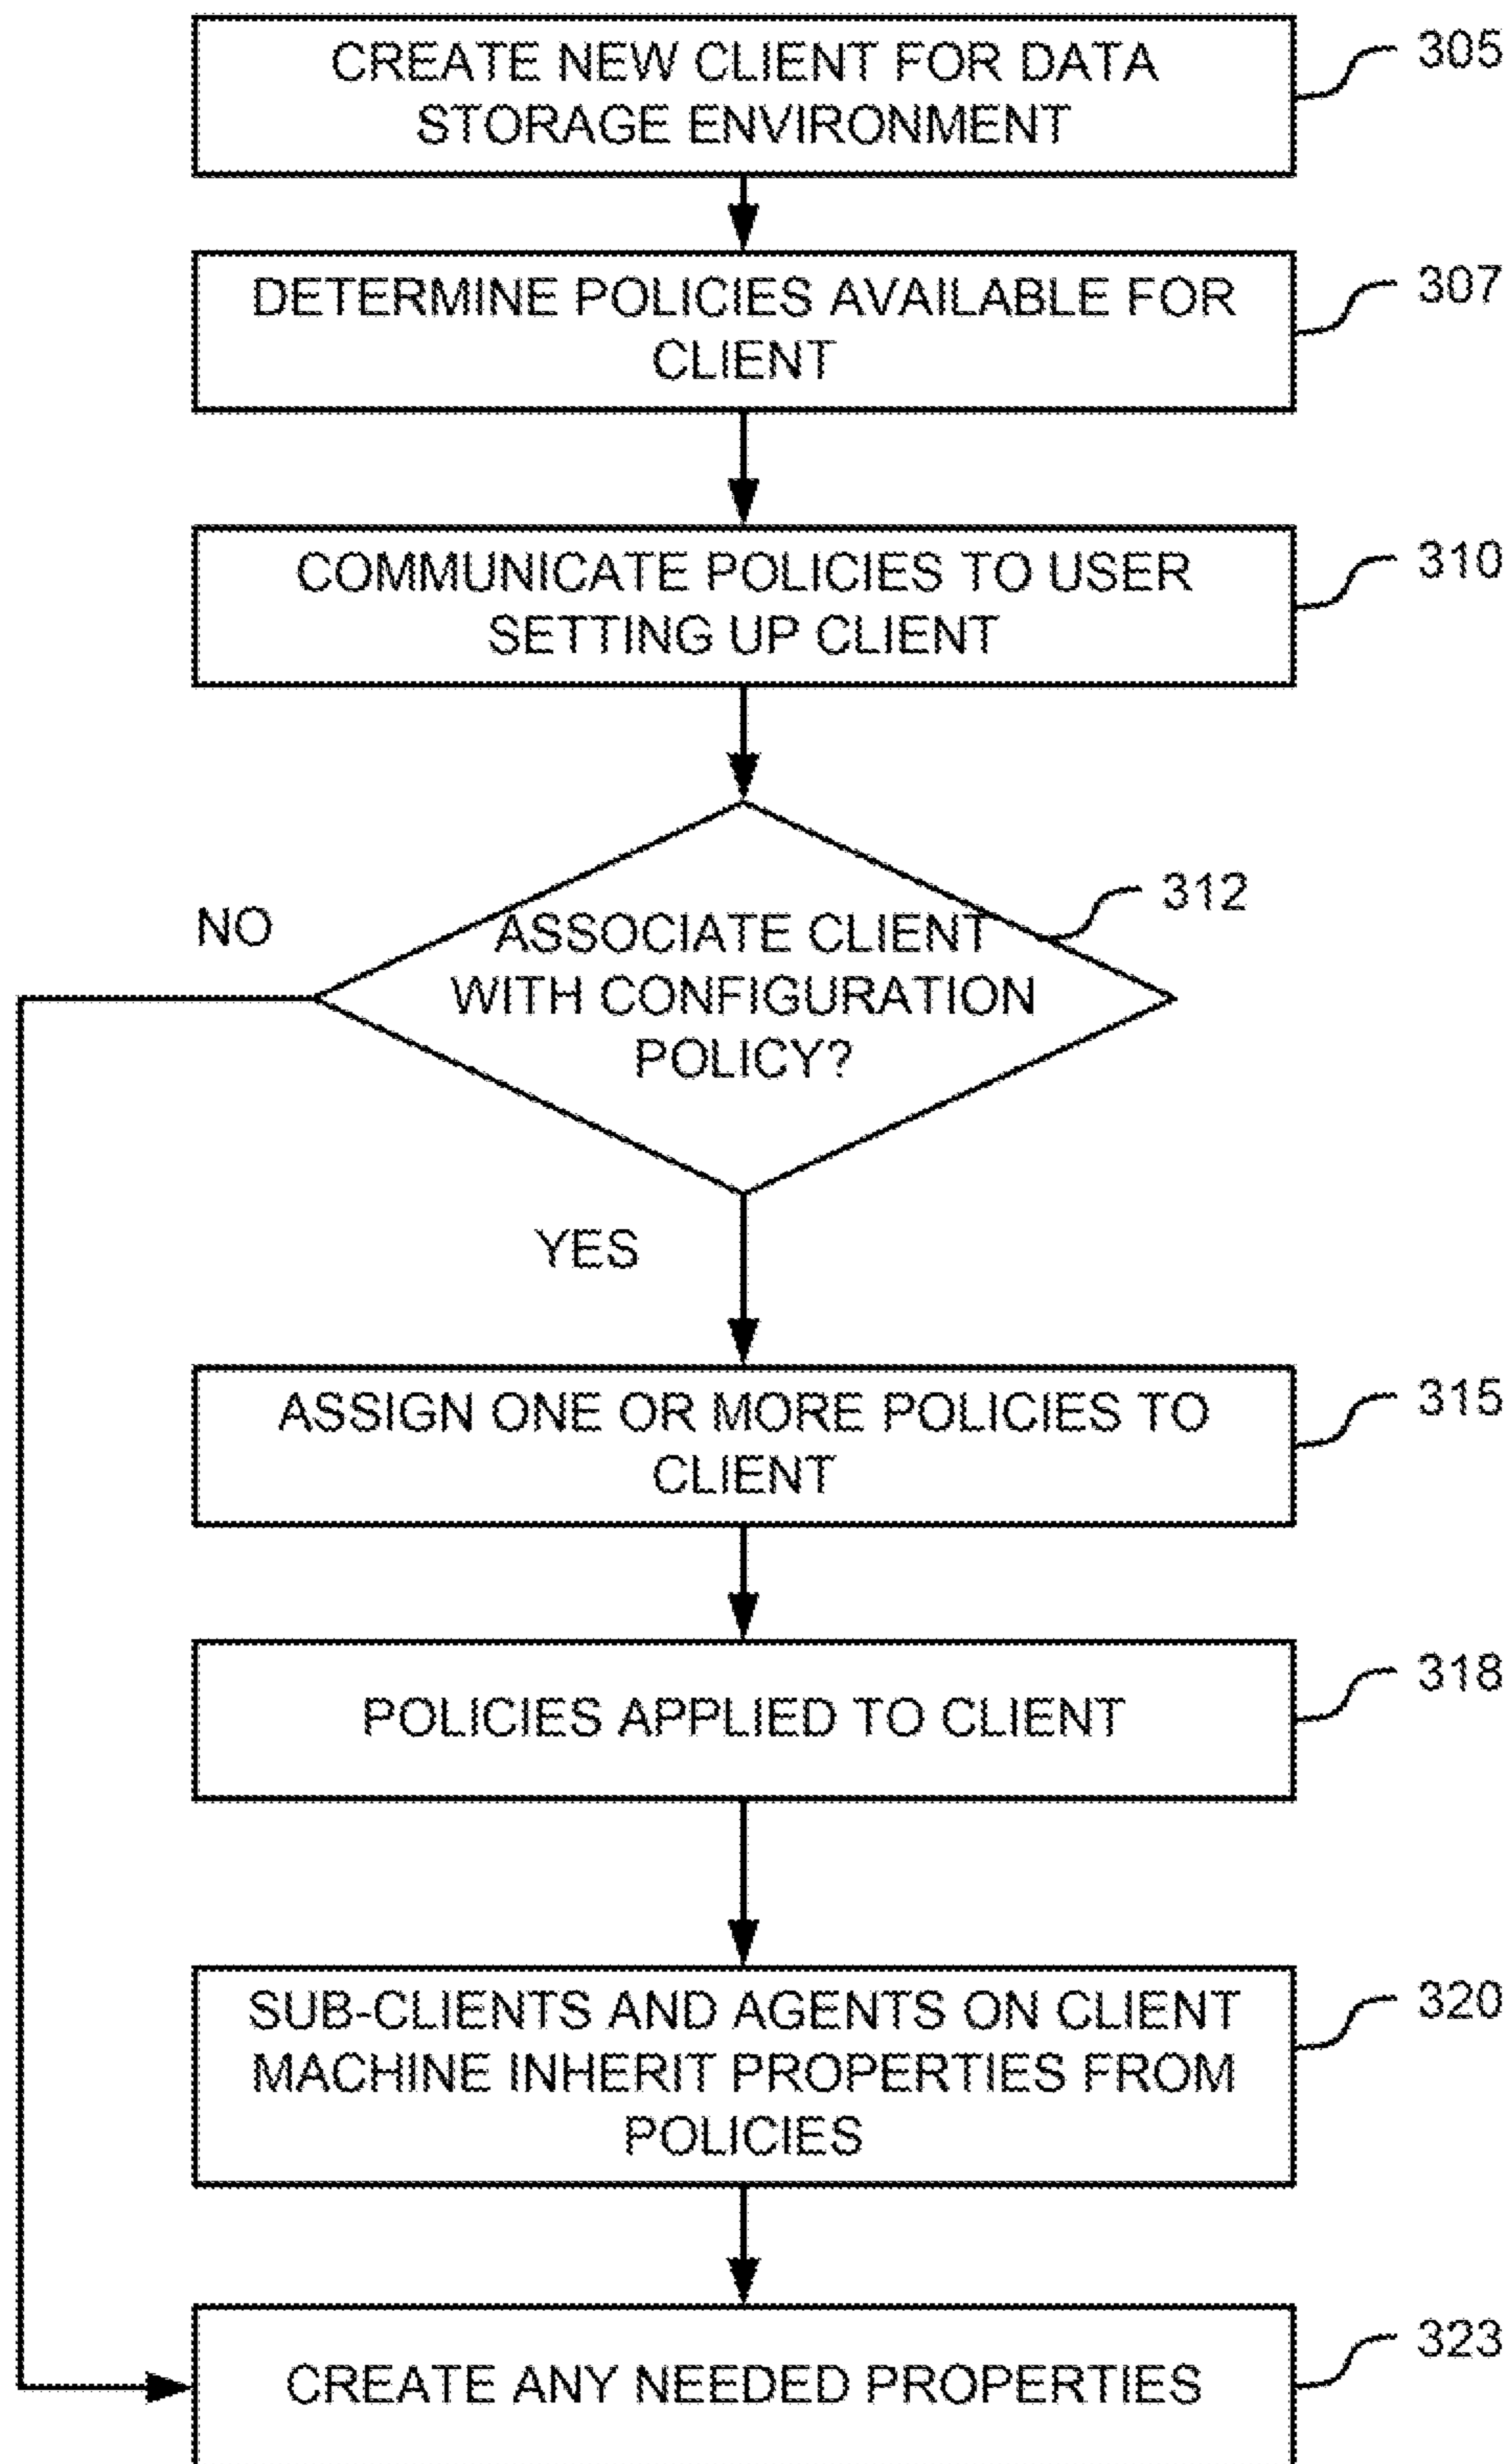 CREATE NEW CLIENT FOR DATA
STORAGE ENVIRONMENT
305
DETERMINE POLICIES AVAILABLE FOR
CLIENT
307
COMMUNICATE POLICIES TO USER
SETTING UP CLIENT
310
ASSOCIATE CLIENT
WITH CONFIGURATION
POLICY?
312
NO
YES
ASSIGN ONE OR MORE POLICIES TO
CLIENT
315
POLICIES APPLIED TO CLIENT
318
SUB-CLIENTS AND AGENTS ON CLIENT
MACHINE INHERIT PROPERTIES FROM
POLICIES
320
CREATE ANY NEEDED PROPERTIES
323